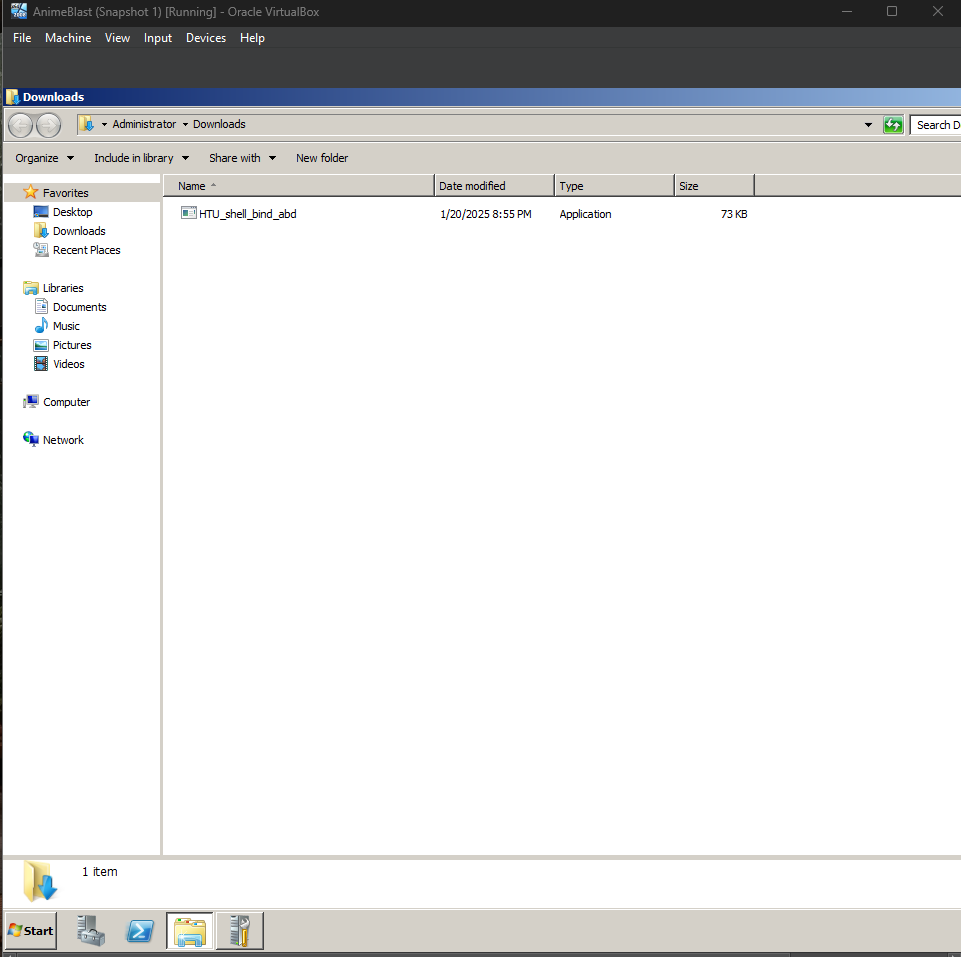 AnimeBlast (Snapshot 1) [Running] - Oracle VirtualBox
File Machine View Input Devices Help
Downloads
Administrator Downloads
Search D
Organize Include in library Share with New folder
Name Date modified Type Size
HTU_shell_bind_abd 1/20/2025 8:55 PM Application 73 KB
Favorites
Desktop
Downloads
Recent Places
Libraries
Documents
Music
Pictures
Videos
Computer
Network
1 item
Start